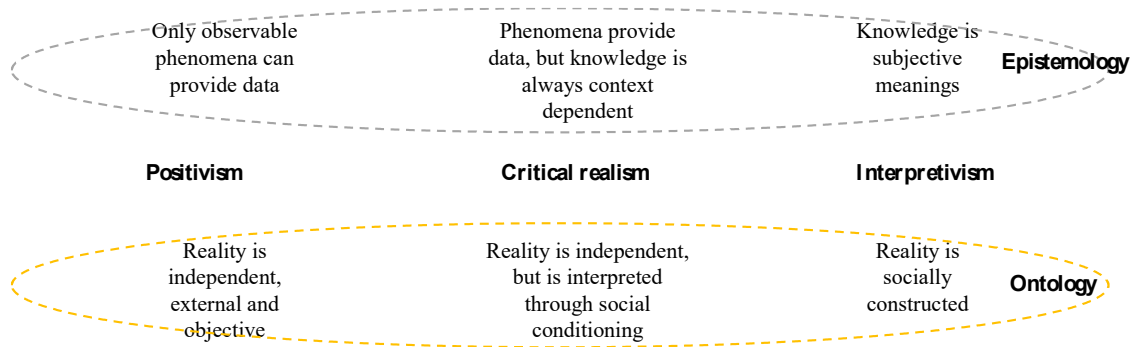 Only observable
phenomena can
provide data
Phenomena provide
data, but knowledge is
always context
dependent
Knowledge is
subjective
meanings
Epistemology
Positivism
Critical realism
Interpretivism
Reality is
independent,
external and
objective
Reality is independent,
but is interpreted
through social
conditioning
Reality is
socially
constructed
Ontology